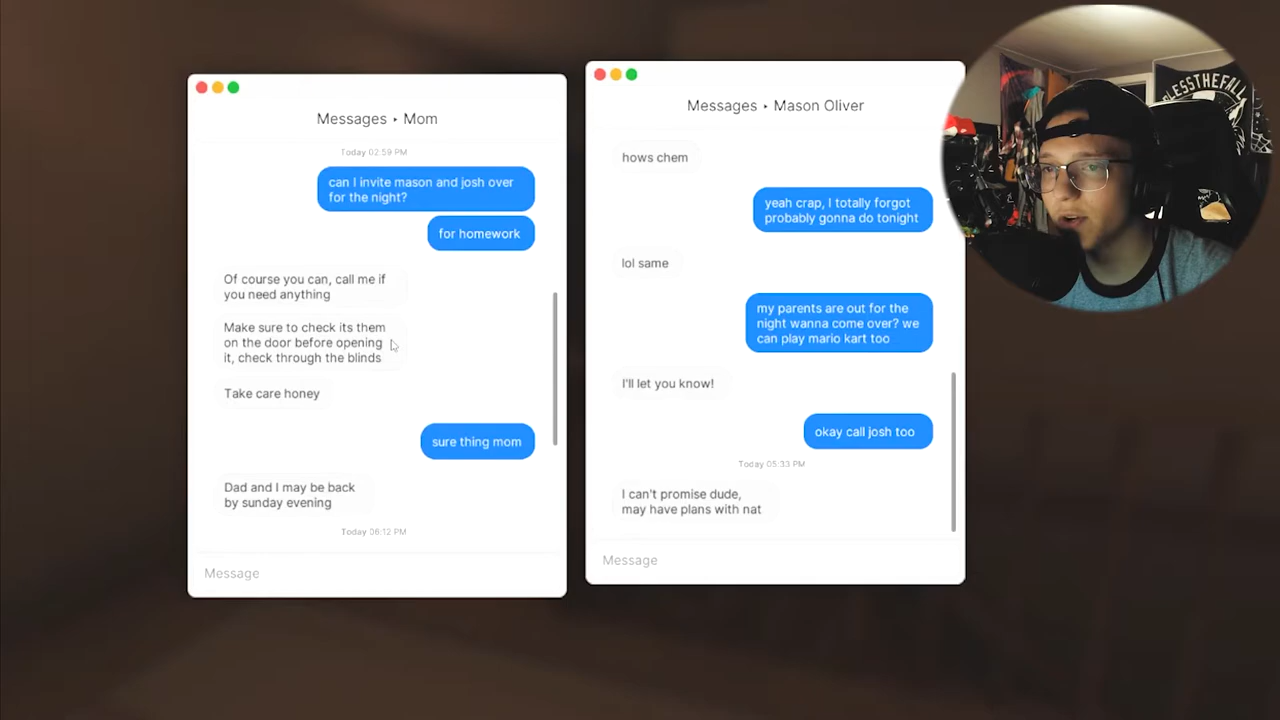 Messages ▸ Mom
Today 02:59 PM
can I invite mason and josh over
for the night?
for homework
Of course you can, call me if
you need anything
Make sure to check its them
on the door before opening
it, check through the blinds
Take care honey
sure thing mom
Dad and I may be back
by sunday evening
Today 06:12 PM
Message
Messages ▸ Mason Oliver
hows chem
yeah crap, I totally forgot
probably gonna do tonight
lol same
my parents are out for the
night wanna come over? we
can play mario kart too
I'll let you know!
okay call josh too
Today 05:33 PM
I can't promise dude,
may have plans with nat
Message
LESSTHEFALL